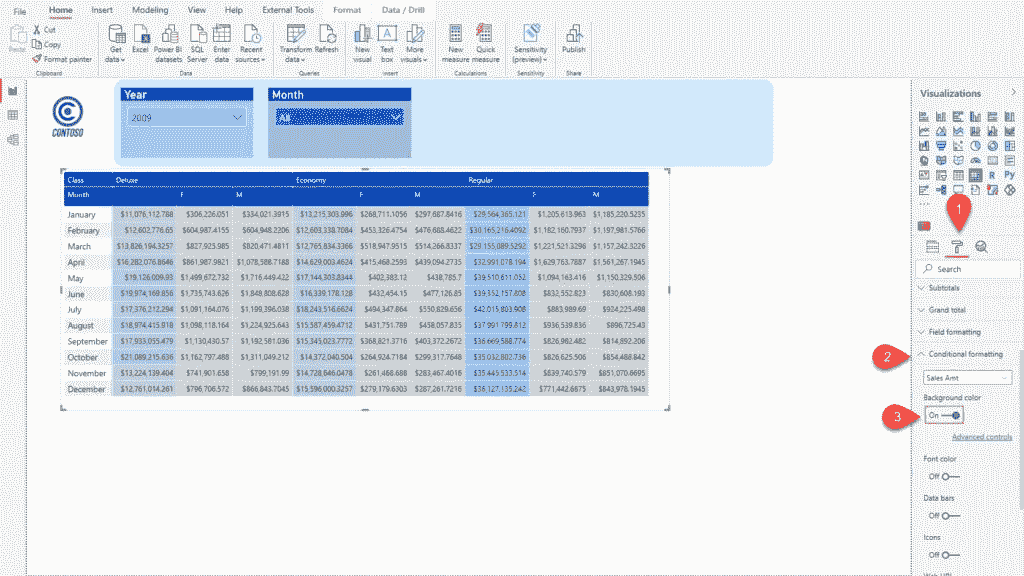 File Home Insert Modeling View Help External Tools Format Data / Drill
Paste
Cut
Copy
Format painter
Clipboard
Get data
Excel
Power BI datasets
SQL Server
Enter data
Recent sources
Data
Transform data
Refresh
Queries
New visual
Text box
More visuals
Insert
New measure
Quick measure
Calculations
Sensitivity (preview)
Sensitivity
Publish
Share
CONTOSO
Year
2009
Month
All
Class Deluxe Economy Regular
Month F M F M F M
January $11,076,112.788 $306,226.051 $334,021.3915 $13,215,303.996 $268,711.1056 $297,687.8416 $29,564,365.121 $1,205,613.963 $1,185,220.5235
February $12,602,776.65 $604,987.4155 $604,948.2206 $12,603,338.7084 $453,326.4754 $476,688.4622 $30,165,216.4092 $1,182,160.7937 $1,197,981.5766
March $13,826,194.3257 $827,925.985 $820,471.4811 $12,765,834.3366 $518,947.9515 $514,266.8337 $29,155,089.5292 $1,221,521.3296 $1,157,242.3226
April $16,282,076.8646 $861,987.9821 $1,078,588.7188 $14,629,003.4624 $415,468.2593 $439,094.2735 $32,991,078.194 $1,629,763.7887 $1,561,267.1945
May $19,126,009.93 $1,499,672.732 $1,716,449.422 $17,144,303.8344 $402,383.12 $438,785.7 $39,510,611.052 $1,094,163.416 $1,150,329.506
June $19,974,169.856 $1,735,743.626 $1,848,808.628 $16,339,178.128 $432,454.15 $477,126.85 $39,352,157.808 $832,552.823 $830,608.193
July $17,376,212.294 $1,091,164.076 $1,199,396.038 $18,243,516.6624 $494,347.864 $550,829.656 $42,015,803.908 $883,989.69 $924,225.498
August $18,974,415.918 $1,098,118.164 $1,224,925.643 $15,587,459.4712 $431,751.789 $458,057.835 $37,991,799.812 $936,539.836 $896,725.43
September $17,933,055.479 $1,130,430.57 $1,192,581.036 $15,345,023.7772 $368,821.3716 $403,372.2672 $36,669,588.774 $826,982.482 $814,892.206
October $21,089,215.636 $1,162,797.488 $1,311,049.212 $14,372,040.504 $264,924.7184 $299,317.7648 $35,032,802.736 $826,625.506 $854,488.842
November $13,224,139.404 $741,901.658 $799,191.99 $14,728,646.0478 $261,468.688 $283,467.4016 $35,445,533.514 $839,740.579 $851,070.6695
December $12,761,014.261 $796,706.572 $866,843.7045 $15,596,000.3257 $279,179.6303 $287,261.7216 $36,127,135.242 $771,442.6675 $843,978.1945
Visualizations
R Py
1
Search
Subtotals
Grand total
Field formatting
2
Conditional formatting
Sales Amt
Background color
3
On
Advanced controls
Font color
Off
Data bars
Off
Icons
Off
Web URL